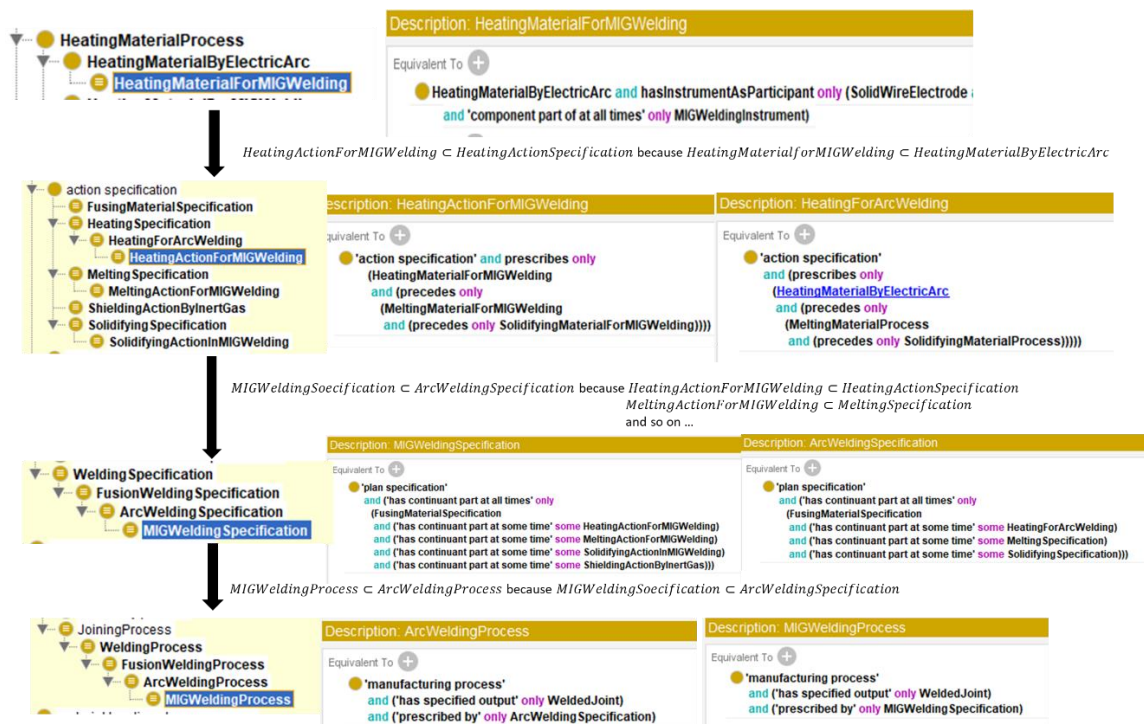 HeatingMaterialProcess
HeatingMaterialByElectricArc
HeatingMaterialForMIGWelding
Description: HeatingMaterialForMIGWelding
Equivalent To
HeatingMaterialByElectricArc and hasInstrumentAsParticipant only (SolidWireElectrode
and 'component part of at all times' only MIGWeldingInstrument)
HeatingActionForMIGWelding ⊂ HeatingActionSpecification because HeatingMaterialforMIGWelding ⊂ HeatingMaterialByElectricArc
action specification
FusingMaterialSpecification
HeatingSpecification
HeatingForArcWelding
HeatingActionForMIGWelding
MeltingSpecification
MeltingActionForMIGWelding
ShieldingActionByInertGas
SolidifyingSpecification
SolidifyingActionInMIGWelding
escription: HeatingActionForMIGWelding
quivalent To
'action specification' and prescribes only
(HeatingMaterialForMIGWelding
and (precedes only
(MeltingMaterialForMIGWelding
and (precedes only SolidifyingMaterialForMIGWelding))))
Description: HeatingForArcWelding
Equivalent To
'action specification'
and (prescribes only
(HeatingMaterialByElectricArc
and (precedes only
(MeltingMaterialProcess
and (precedes only SolidifyingMaterialProcess)))))
MIGWeldingSoecification ⊂ ArcWeldingSpecification because HeatingActionForMIGWelding ⊂ HeatingActionSpecification
MeltingActionForMIGWelding ⊂ MeltingSpecification
and so on ...
WeldingSpecification
FusionWeldingSpecification
ArcWeldingSpecification
MIGWeldingSpecification
Description: MIGWeldingSpecification
Equivalent To
'plan specification'
and ('has continuant part at all times' only
(FusingMaterialSpecification
and ('has continuant part at some time' some HeatingActionForMIGWelding)
and ('has continuant part at some time' some MeltingActionForMIGWelding)
and ('has continuant part at some time' some SolidifyingActionInMIGWelding)
and ('has continuant part at some time' some ShieldingActionByInertGas)))
Description: ArcWeldingSpecification
Equivalent To
'plan specification'
and ('has continuant part at all times' only
(FusingMaterialSpecification
and ('has continuant part at some time' some HeatingForArcWelding)
and ('has continuant part at some time' some MeltingSpecification)
and ('has continuant part at some time' some SolidifyingSpecification)))
MIGWeldingProcess ⊂ ArcWeldingProcess because MIGWeldingSoecification ⊂ ArcWeldingSpecification
JoiningProcess
WeldingProcess
FusionWeldingProcess
ArcWeldingProcess
MIGWeldingProcess
Description: ArcWeldingProcess
Equivalent To
'manufacturing process'
and ('has specified output' only WeldedJoint)
and ('prescribed by' only ArcWeldingSpecification)
Description: MIGWeldingProcess
Equivalent To
'manufacturing process'
and ('has specified output' only WeldedJoint)
and ('prescribed by' only MIGWeldingSpecification)